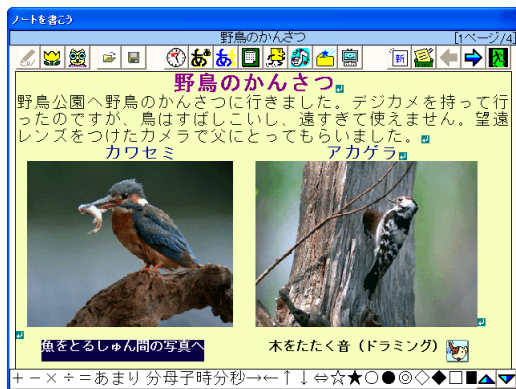 ノートを書こう
野鳥のかんさつ
[1ページ/4]
新
野鳥のかんさつ
野鳥公園へ野鳥のかんさつに行きました。デジカメを持って行
ったのですが、鳥はすばしこいし、遠すぎて使えません。望遠
レンズをつけたカメラで父にとってもらいました。
カワセミ
アカゲラ
魚をとるしゅん間の写真へ
木をたたく音（ドラミング）
＋－×÷＝あまり分母子時分秒→←↑↓⇔☆★○●◎◇◆□■▲▼